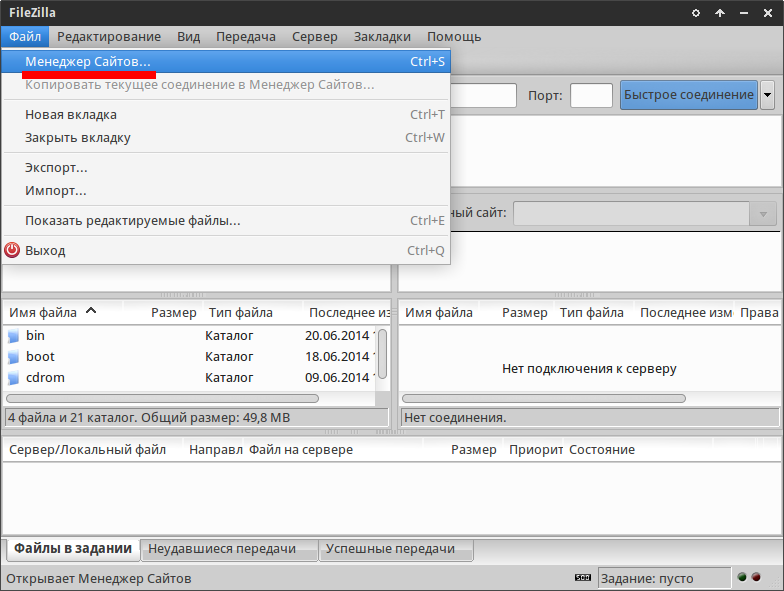 FileZilla
Файл Редактирование Вид Передача Сервер Закладки Помощь
Менеджер Сайтов... Ctrl+S
Копировать текущее соединение в Менеджер Сайтов...
Порт: Быстрое соединение
Новая вкладка Ctrl+T
Закрыть вкладку Ctrl+W
Экспорт...
Импорт...
Показать редактируемые файлы... Ctrl+E
ный сайт:
Выход Ctrl+Q
Имя файла Размер Тип файла Последнее из Имя файла Размер Тип файла Последнее изм Права
bin Каталог 20.06.2014 1
boot Каталог 18.06.2014 1
cdrom Каталог 09.06.2014 1
Нет подключения к серверу
4 файла и 21 каталог. Общий размер: 49,8 MB Нет соединения.
Сервер/Локальный файл Направл Файл на сервере Размер Приорит Состояние
Файлы в задании Неудавшиеся передачи Успешные передачи
Открывает Менеджер Сайтов Задание: пусто